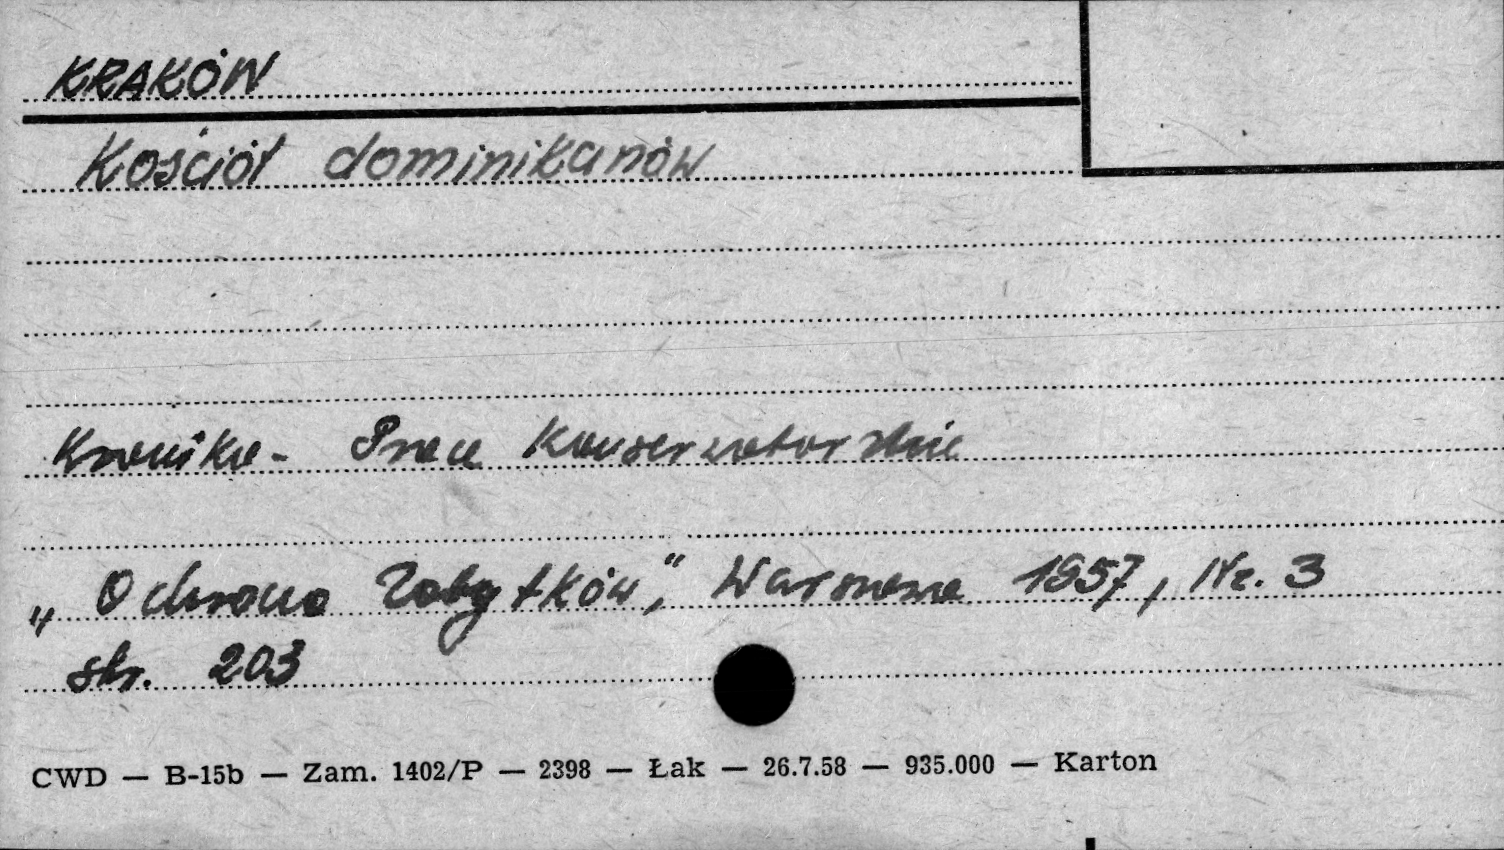 KRAKÓW
Kościół dominikanów
Kronika - Prace Konserwatorskie
„Ochrona Zabytków", Warszawa 1957, Nr. 3
str. 203
CWD — B-15b — Zam. 1402/P — 2398 — Łak — 26.7.58 — 935.000 — Karton